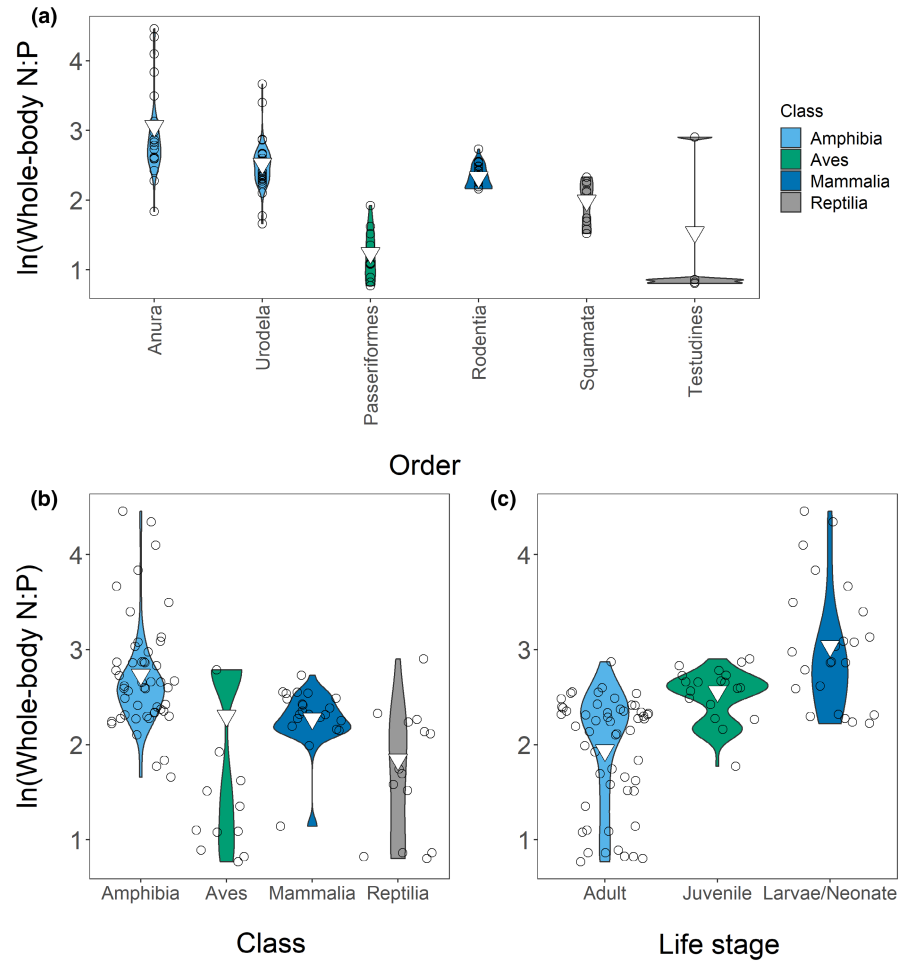 (a)
ln(Whole-body N:P
4
3
2
1
Anura
Urodela
Passeriformes
Rodentia
Squamata
Testudines
Order
Class
Amphibia
Aves
Mammalia
Reptilia
(b)
ln(Whole-body N:P)
4
3
2
1
Amphibia
Aves
Mammalia
Reptilia
Class
(c)
4
3
2
1
Adult
Juvenile
Larvae/Neonate
Life stage